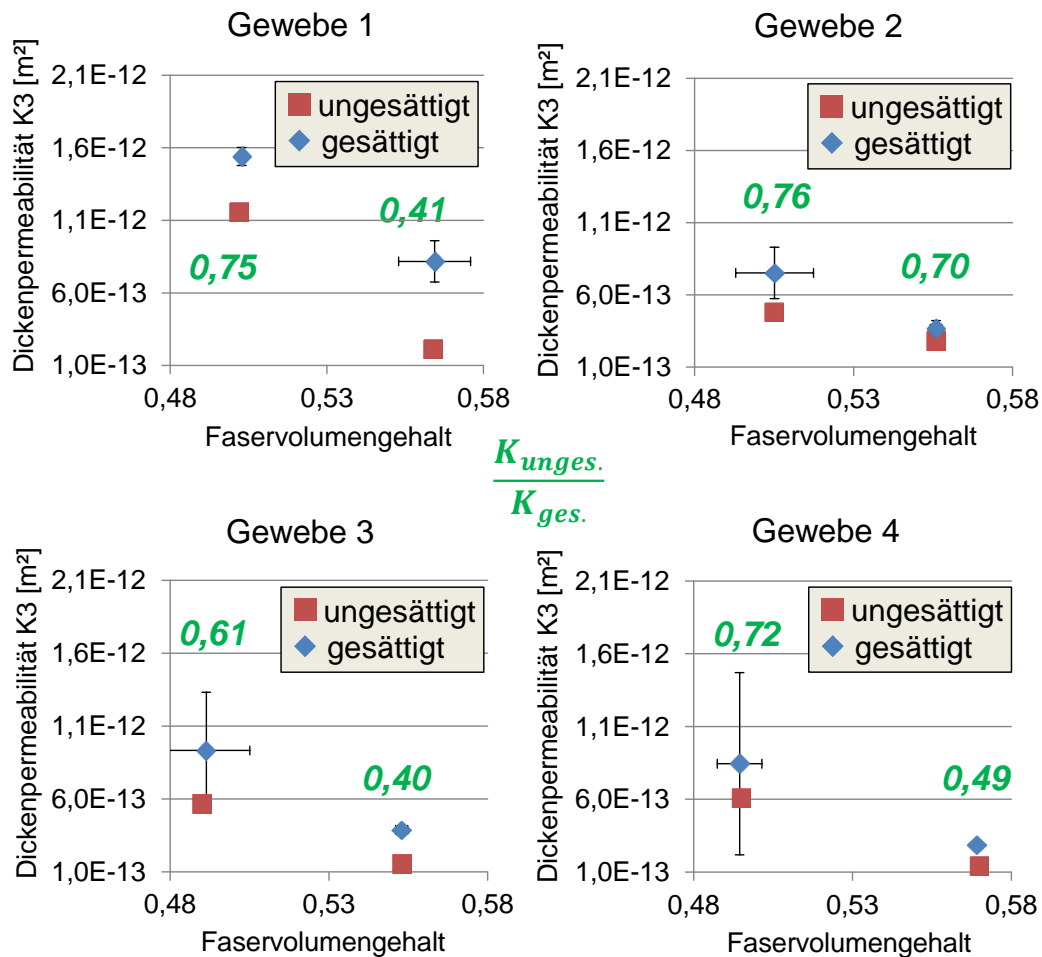 Gewebe 1
Dickenpermeabilität K3 [m²]
2,1E-12
1,6E-12
1,1E-12
6,0E-13
1,0E-13
ungesättigt
gesättigt
0,75
0,41
0,48
0,53
0,58
Faservolumengehalt
Gewebe 2
Dickenpermeabilität K3 [m²]
2,1E-12
1,6E-12
1,1E-12
6,0E-13
1,0E-13
ungesättigt
gesättigt
0,76
0,70
0,48
0,53
0,58
Faservolumengehalt
K unges.
K ges.
Gewebe 3
Dickenpermeabilität K3 [m²]
2,1E-12
1,6E-12
1,1E-12
6,0E-13
1,0E-13
ungesättigt
gesättigt
0,61
0,40
0,48
0,53
0,58
Faservolumengehalt
Gewebe 4
Dickenpermeabilität K3 [m²]
2,1E-12
1,6E-12
1,1E-12
6,0E-13
1,0E-13
ungesättigt
gesättigt
0,72
0,49
0,48
0,53
0,58
Faservolumengehalt